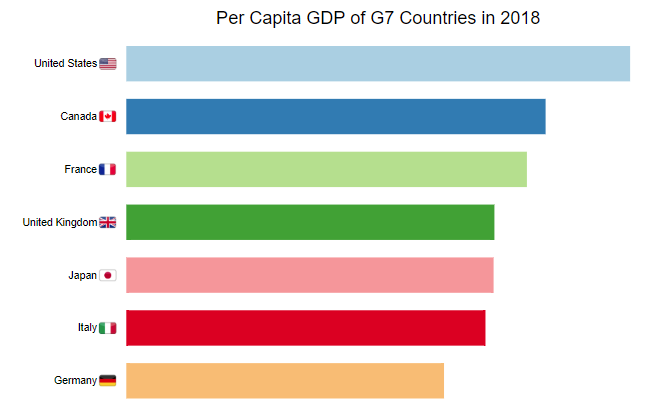 Per Capita GDP of G7 Countries in 2018
United States
Canada
France
United Kingdom
Japan
Italy
Germany